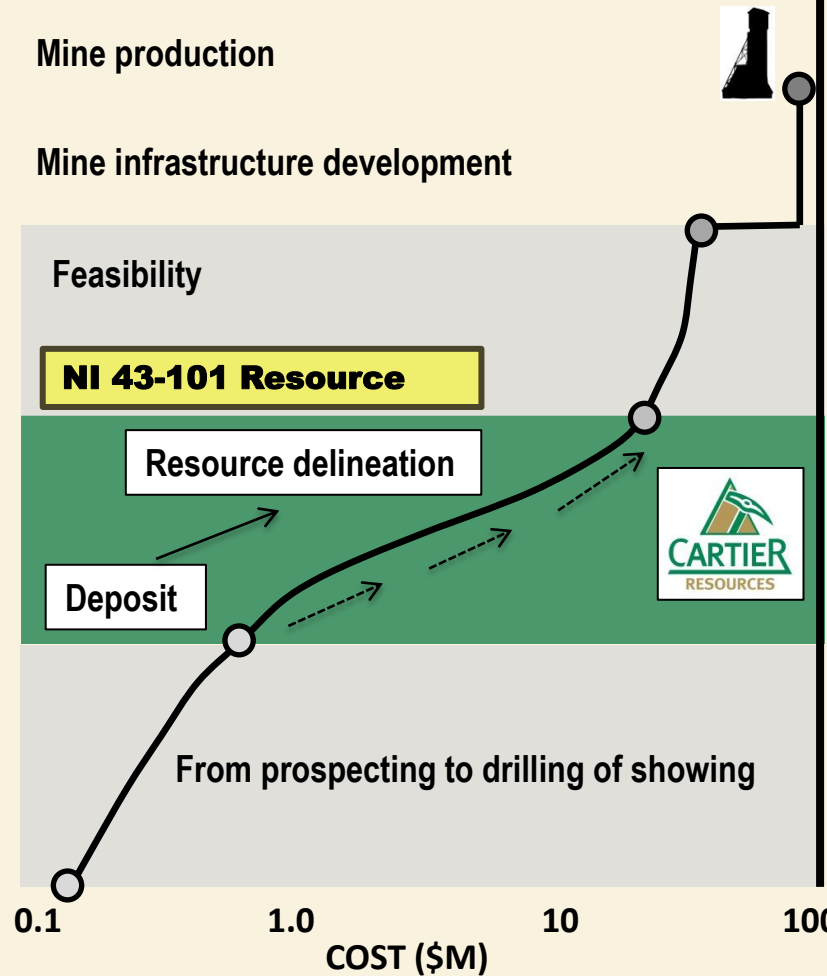 Mine production
Mine infrastructure development
Feasibility
NI 43-101 Resource
Resource delineation
CARTIER
RESOURCES
Deposit
From prospecting to drilling of showing
0.1 1.0 10 100
COST ($M)